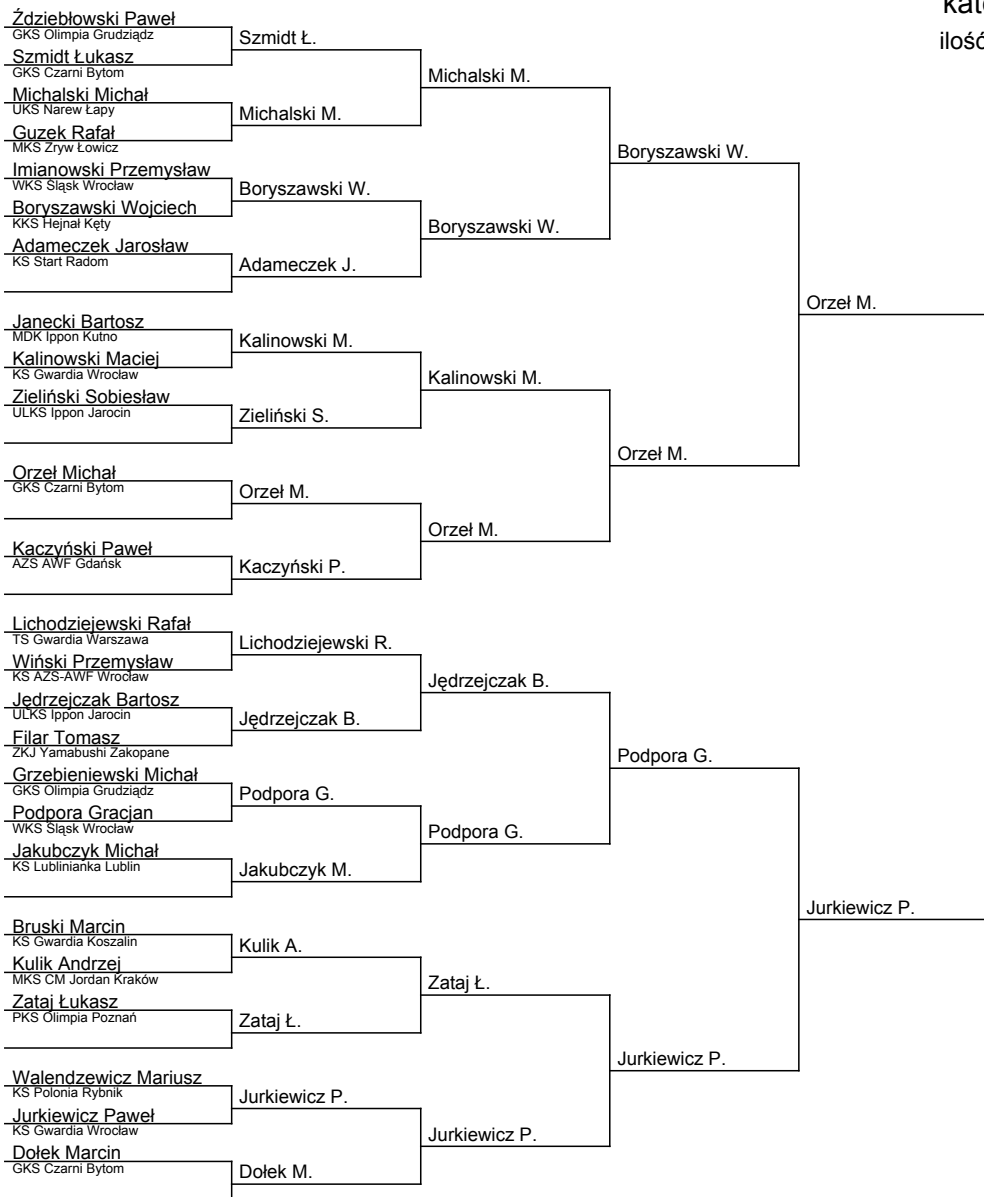 kat
ilość
Ździebłowski Paweł
GKS Olimpia Grudziądz
Szmidt Łukasz
GKS Czarni Bytom
Michalski Michał
UKS Narew Łapy
Guzek Rafał
MKS Zryw Łowicz
Imianowski Przemysław
WKS Śląsk Wrocław
Boryszawski Wojciech
KKS Hejnał Kęty
Adameczek Jarosław
KS Start Radom
Janecki Bartosz
MDK Ippon Kutno
Kalinowski Maciej
KS Gwardia Wrocław
Zieliński Sobiesław
ULKS Ippon Jarocin
Orzeł Michał
GKS Czarni Bytom
Kaczyński Paweł
AZS AWF Gdańsk
Lichodziejewski Rafał
TS Gwardia Warszawa
Wiński Przemysław
KS AZS-AWF Wrocław
Jędrzejczak Bartosz
ULKS Ippon Jarocin
Filar Tomasz
ZKJ Yamabushi Zakopane
Grzebieniewski Michał
GKS Olimpia Grudziądz
Podpora Gracjan
WKS Śląsk Wrocław
Jakubczyk Michał
KS Lublinianka Lublin
Bruski Marcin
KS Gwardia Koszalin
Kulik Andrzej
MKS CM Jordan Kraków
Zataj Łukasz
PKS Olimpia Poznań
Walendzewicz Mariusz
KS Polonia Rybnik
Jurkiewicz Paweł
KS Gwardia Wrocław
Dołek Marcin
GKS Czarni Bytom
Szmidt Ł.
Michalski M.
Boryszawski W.
Adameczek J.
Kalinowski M.
Zieliński S.
Orzeł M.
Kaczyński P.
Lichodziejewski R.
Jędrzejczak B.
Podpora G.
Jakubczyk M.
Kulik A.
Zataj Ł.
Jurkiewicz P.
Dołek M.
Michalski M.
Boryszawski W.
Kalinowski M.
Orzeł M.
Jędrzejczak B.
Podpora G.
Zataj Ł.
Jurkiewicz P.
Boryszawski W.
Orzeł M.
Podpora G.
Jurkiewicz P.
Orzeł M.
Jurkiewicz P.